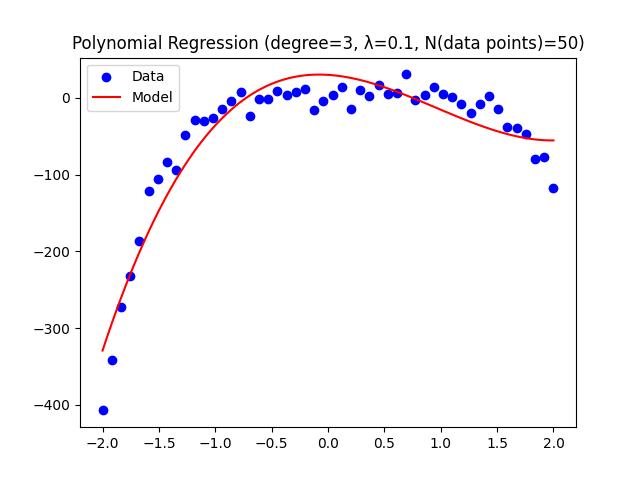 Polynomial Regression (degree=3, λ=0.1, N(data points)=50)
Data
Model
0
−100
−200
−300
−400
−2.0 −1.5 −1.0 −0.5 0.0 0.5 1.0 1.5 2.0